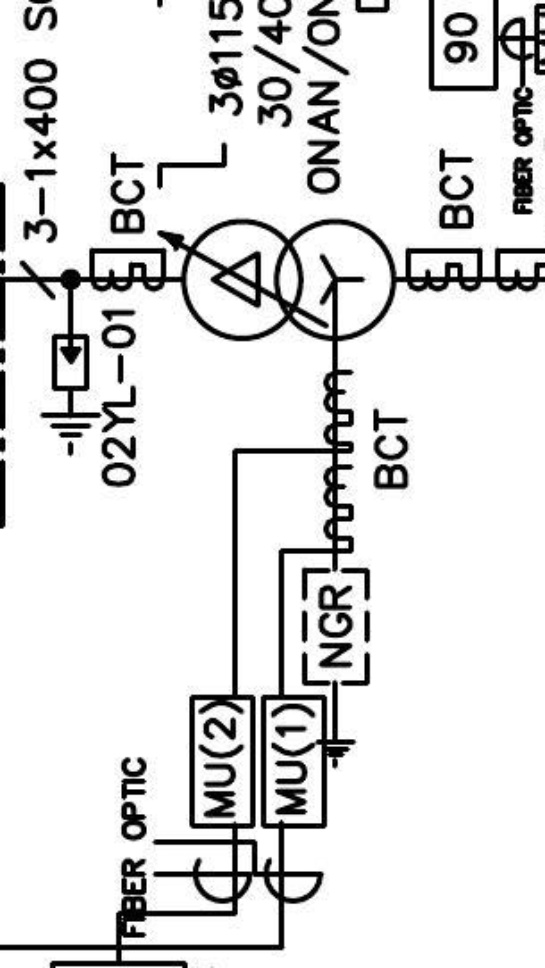 3-1x400
3ø115
30/40
ONAN/ON
90
BCT
BCT
FIBER OPTIC
02YL-01
BCT
NGR
MU(2)
MU(1)
FIBER OPTIC